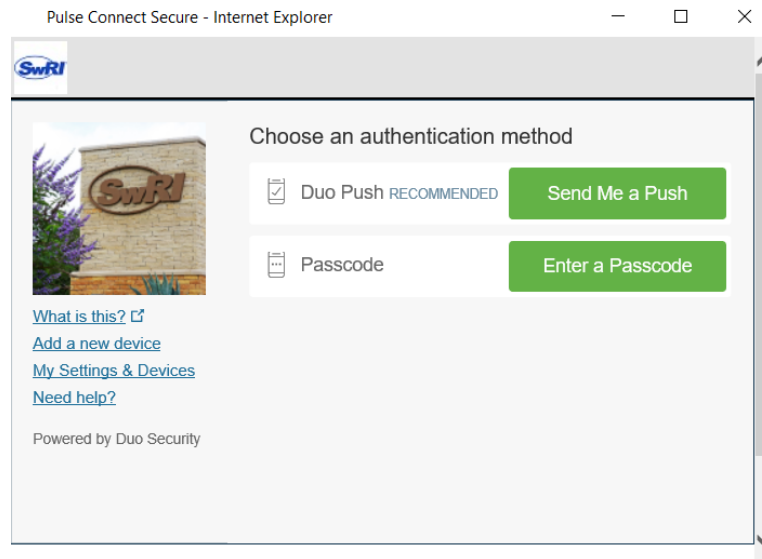 Pulse Connect Secure - Internet Explorer
SwRI
SwRI
Choose an authentication method
Duo Push RECOMMENDED
Send Me a Push
Passcode
Enter a Passcode
What is this?
Add a new device
My Settings & Devices
Need help?
Powered by Duo Security